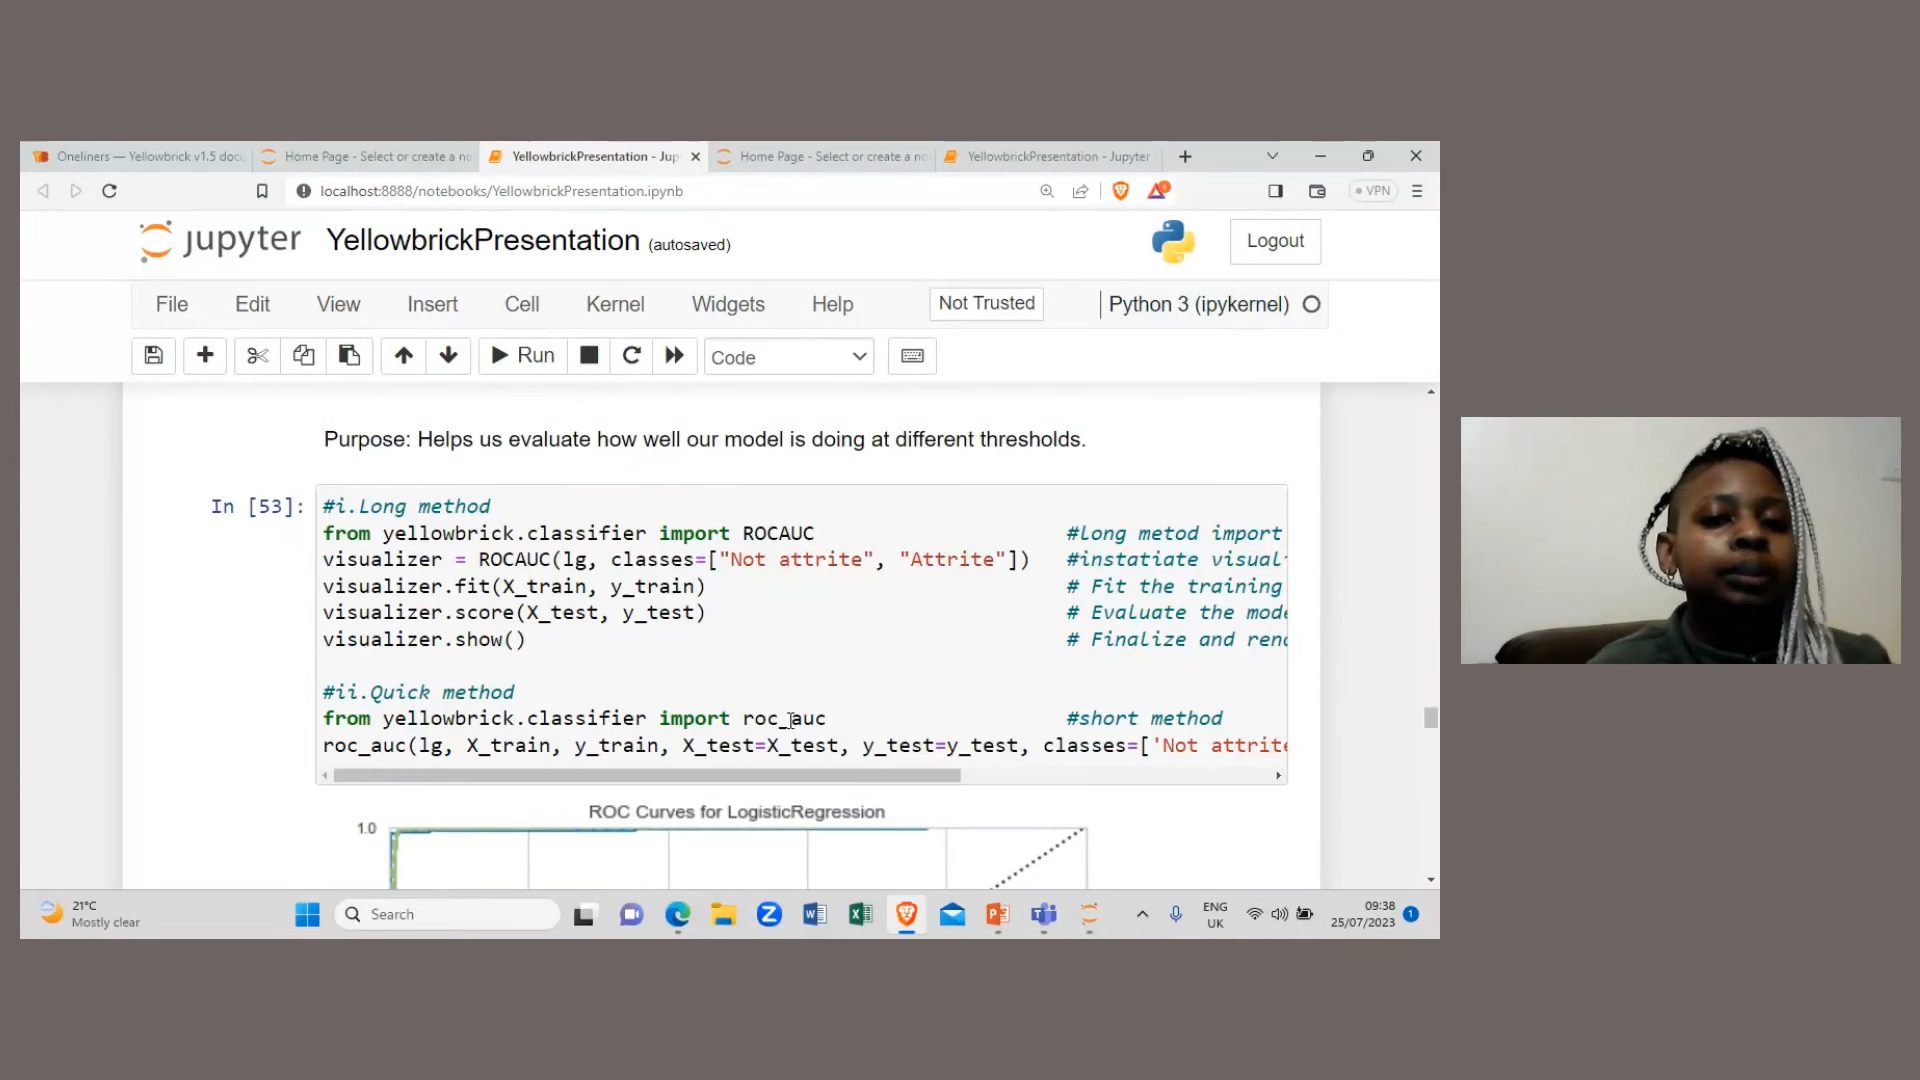 Oneliners — Yellowbrick v1.5 docu
Home Page - Select or create a no
YellowbrickPresentation - Jup
Home Page - Select or create a no
YellowbrickPresentation - Jupyter
localhost:8888/notebooks/YellowbrickPresentation.ipynb
VPN
jupyter YellowbrickPresentation (autosaved)
Logout
File Edit View Insert Cell Kernel Widgets Help Not Trusted Python 3 (ipykernel)
Run Code
Purpose: Helps us evaluate how well our model is doing at different thresholds.
In [53]:
#i.Long method
from yellowbrick.classifier import ROCAUC #long metod import
visualizer = ROCAUC(lg, classes=["Not attrite", "Attrite"]) #instatiate visual
visualizer.fit(X_train, y_train) # Fit the training
visualizer.score(X_test, y_test) # Evaluate the mode
visualizer.show() # Finalize and rend
#ii.Quick method
from yellowbrick.classifier import roc_auc #short method
roc_auc(lg, X_train, y_train, X_test=X_test, y_test=y_test, classes=['Not attrite
ROC Curves for LogisticRegression
1.0
21°C
Mostly clear
Search
ENG
UK
09:38
25/07/2023
1